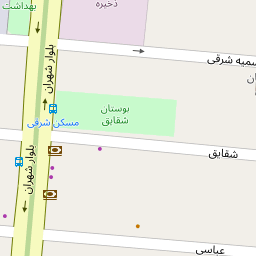 بهداشت
ذخیره
بلوار شهران
سمیه شرقی
بوستان
شقایق
مسکن شرقی
شقایق
بلوار شهران
عباسی